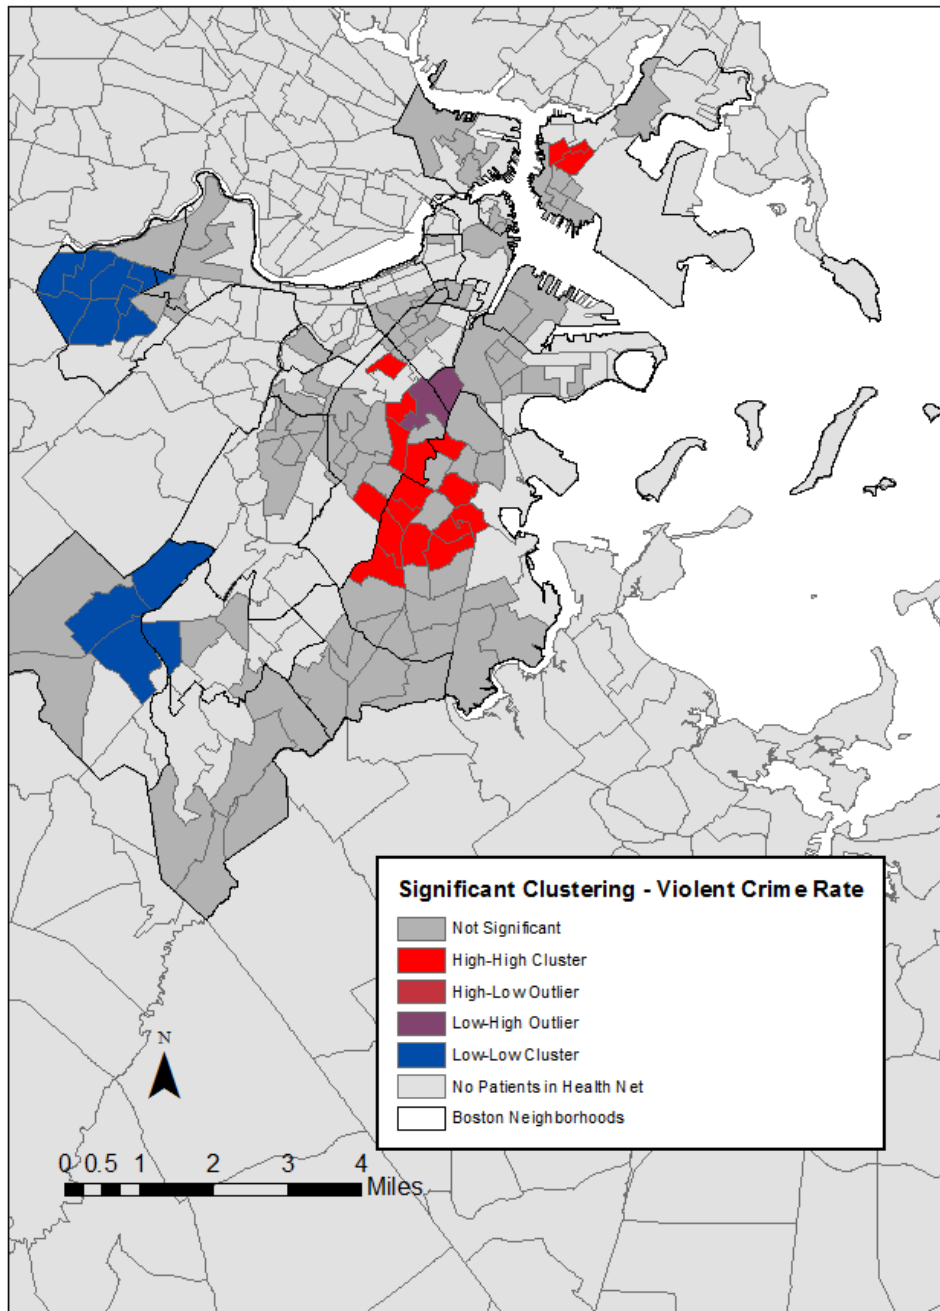 Significant Clustering - Violent Crime Rate
Not Significant
High-High Cluster
High-Low Outlier
Low-High Outlier
Low-Low Cluster
No Patients in Health Net
Boston Neighborhoods
N
0 0.5 1 2 3 4
Miles